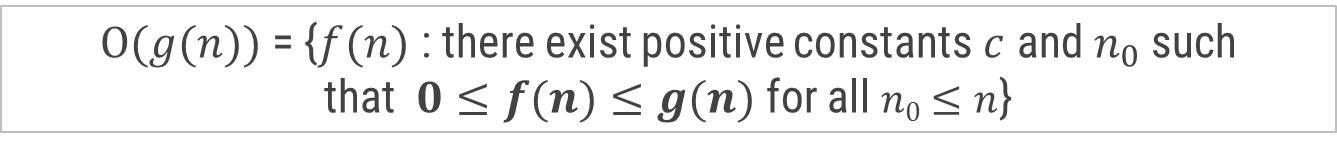 O(g(n)) = {f(n) : there exist positive constants c and n₀ such
that 0 ≤ f(n) ≤ g(n) for all n₀ ≤ n}